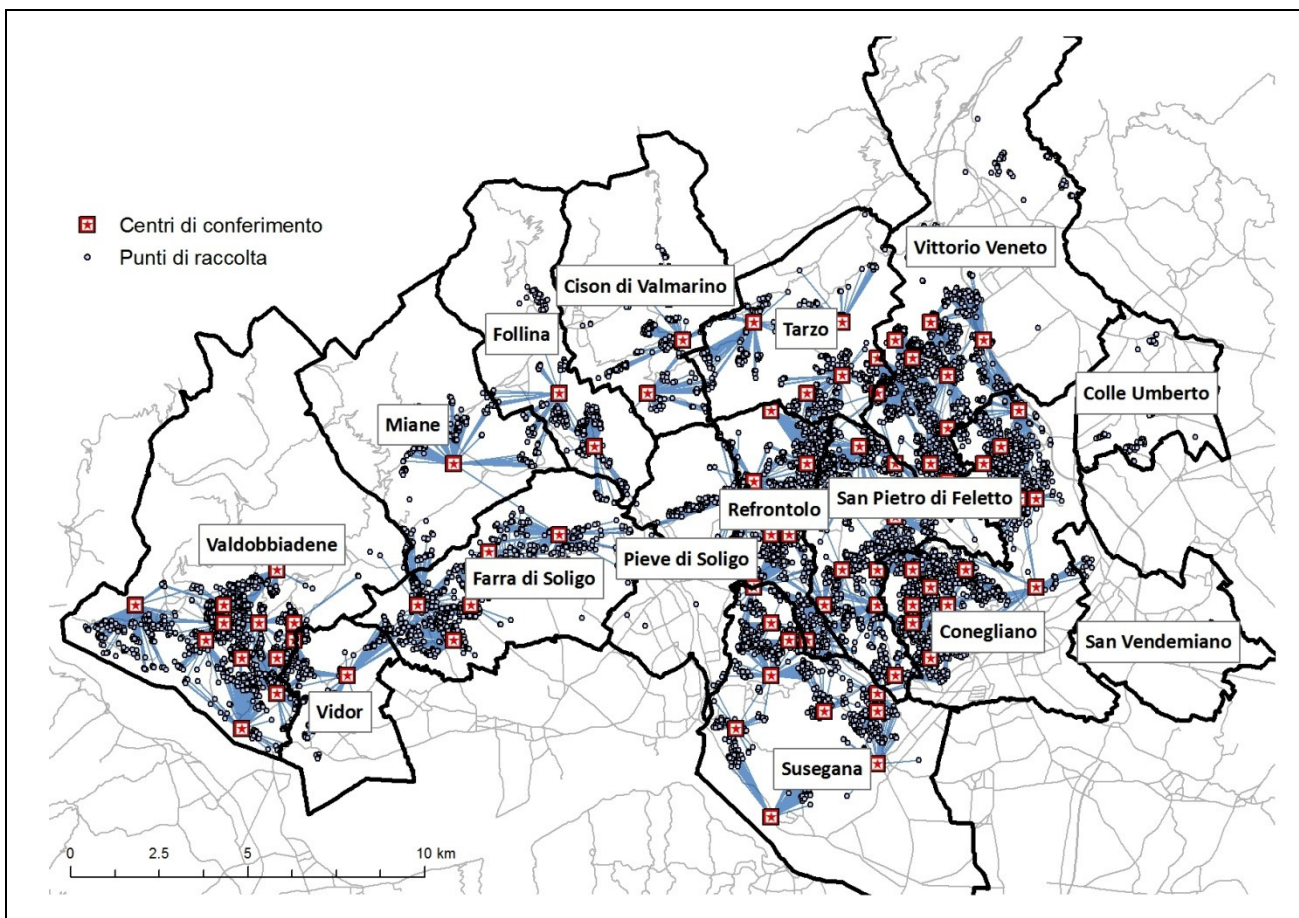 Centri di conferimento
Punti di raccolta
Vittorio Veneto
Cison di Valmarino
Tarzo
Follina
Colle Umberto
Miane
San Pietro di Feletto
Refrontolo
Valdobbiadene
Pieve di Soligo
Farra di Soligo
Conegliano
San Vendemiano
Vidor
Susegana
0 2.5 5 10 km